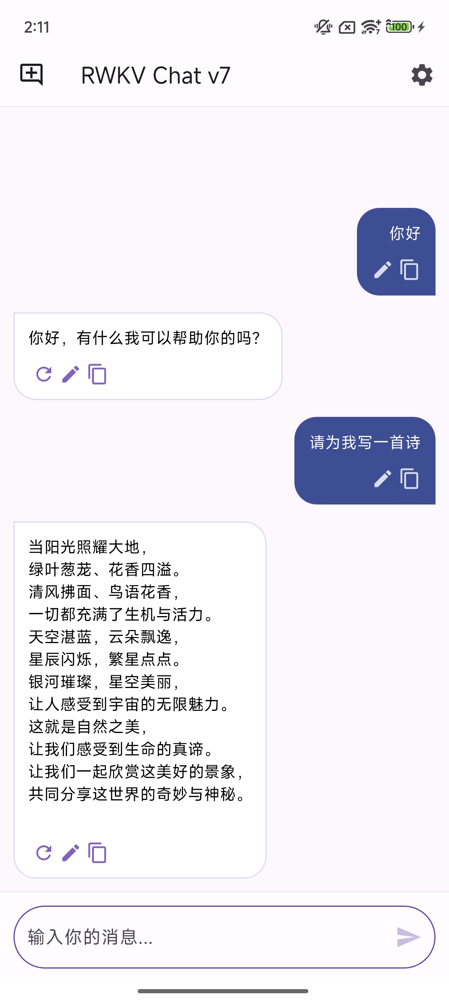 2:11
7
100
RWKV Chat v7
你好
你好，有什么我可以帮助你的吗？
请为我写一首诗
当阳光照耀大地，
绿叶葱茏、花香四溢。
清风拂面、鸟语花香，
一切都充满了生机与活力。
天空湛蓝，云朵飘逸，
星辰闪烁，繁星点点。
银河璀璨，星空美丽，
让人感受到宇宙的无限魅力。
这就是自然之美，
让我们感受到生命的真谛。
让我们一起欣赏这美好的景象，
共同分享这世界的奇妙与神秘。
输入你的消息...